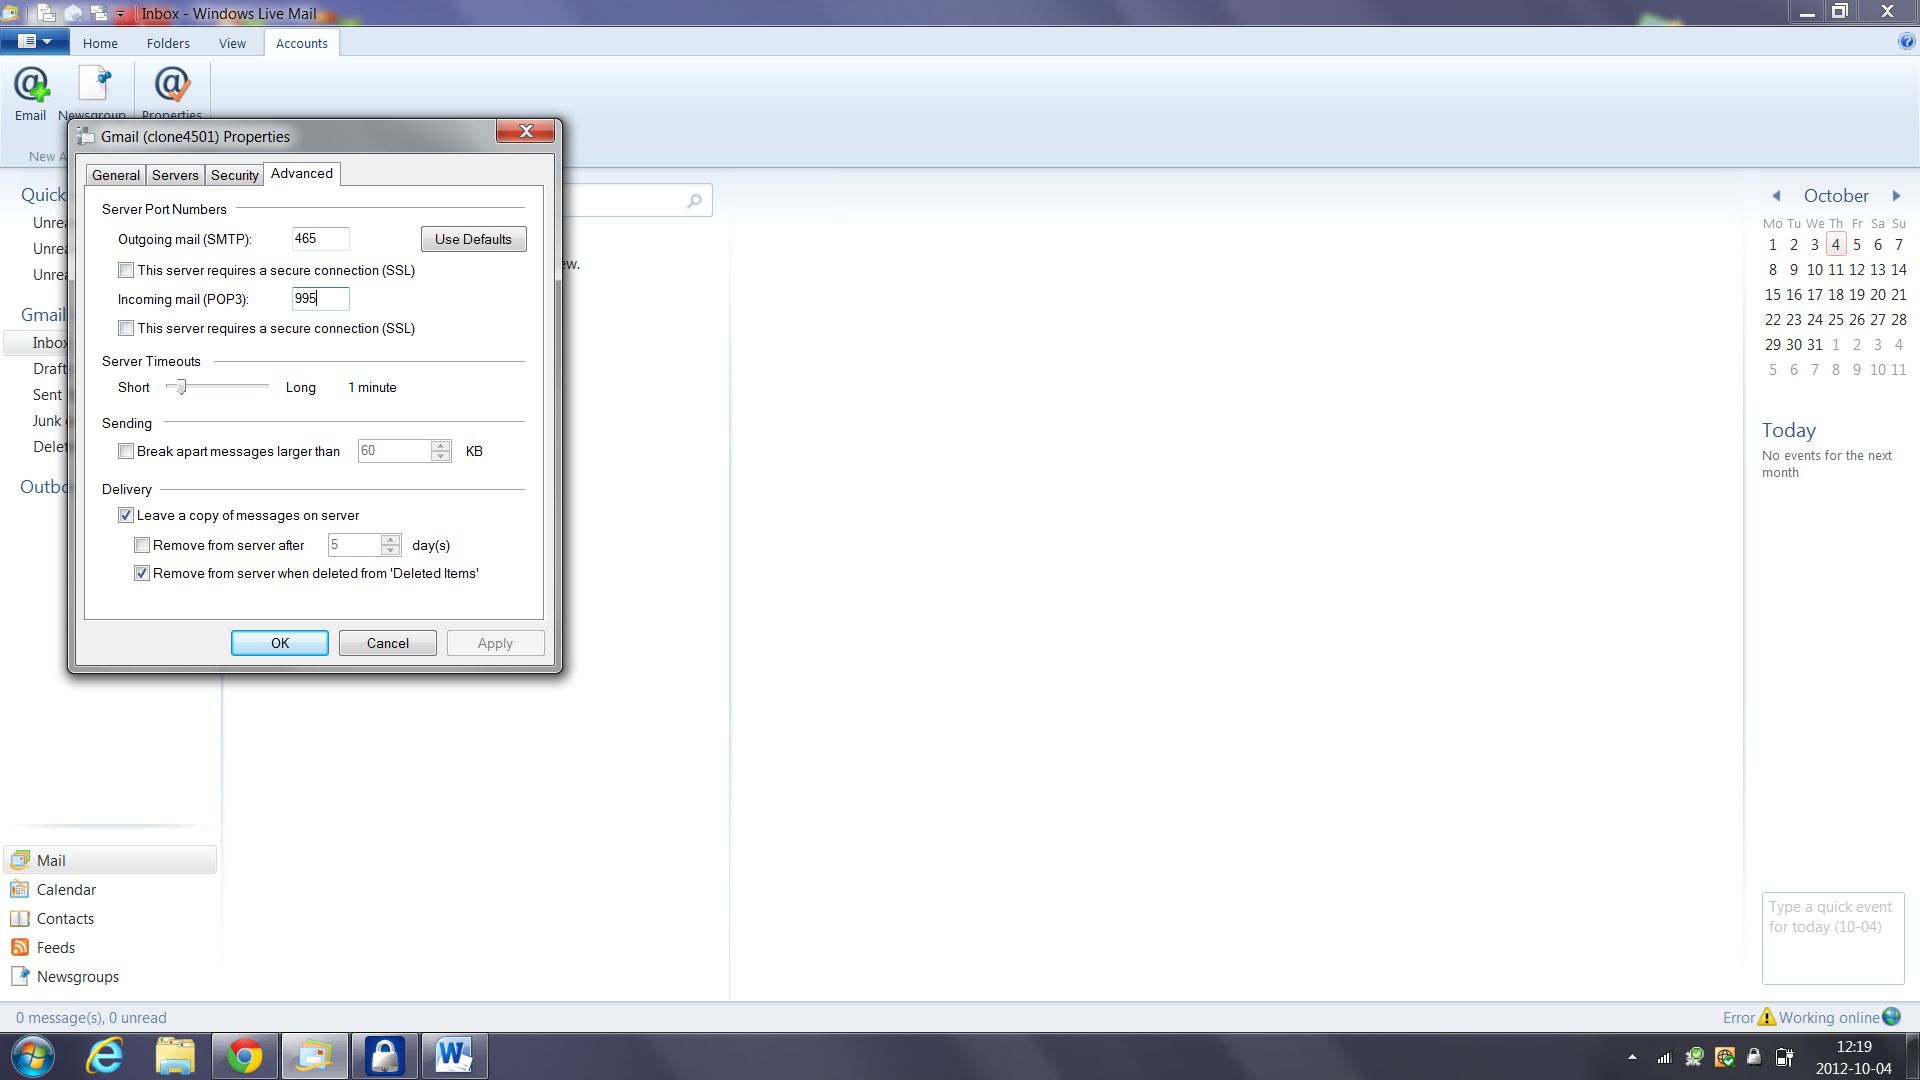 Inbox - Windows Live Mail
Home Folders View Accounts
Email Newsgroup Properties
New A
Gmail (clone4501) Properties
General Servers Security Advanced
Server Port Numbers
Outgoing mail (SMTP): 465 Use Defaults
This server requires a secure connection (SSL)
Incoming mail (POP3): 995
This server requires a secure connection (SSL)
Server Timeouts
Short Long 1 minute
Sending
Break apart messages larger than 60 KB
Delivery
Leave a copy of messages on server
Remove from server after 5 day(s)
Remove from server when deleted from 'Deleted Items'
OK Cancel Apply
Quick
Unrea
Unrea
Unrea
Gmail
Inbox
Draft
Sent
Junk
Delet
Outbo
ew.
Mail
Calendar
Contacts
Feeds
Newsgroups
October
Mo Tu We Th Fr Sa Su
1 2 3 4 5 6 7
8 9 10 11 12 13 14
15 16 17 18 19 20 21
22 23 24 25 26 27 28
29 30 31 1 2 3 4
5 6 7 8 9 10 11
Today
No events for the next
month
Type a quick event
for today (10-04)
0 message(s), 0 unread
Error Working online
12:19
2012-10-04